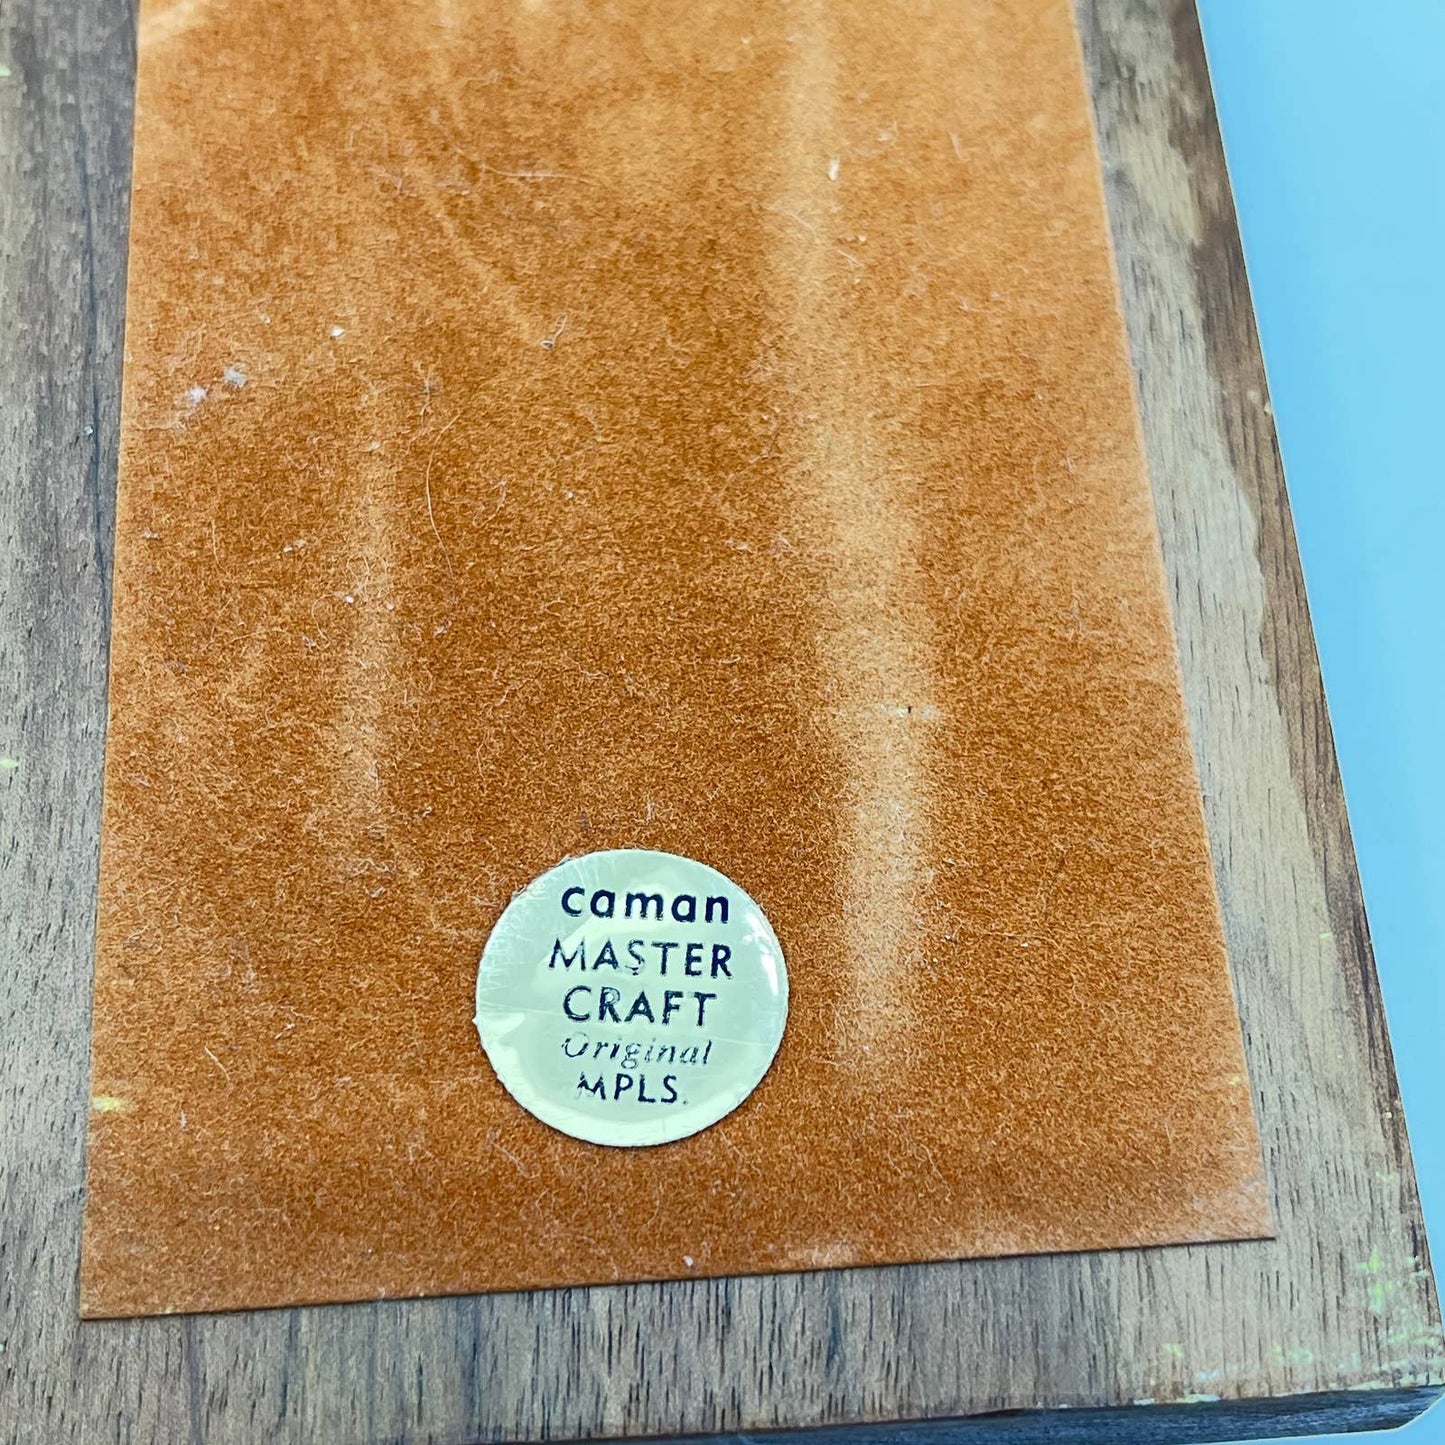 caman
MASTER
CRAFT
Original
MPLS.